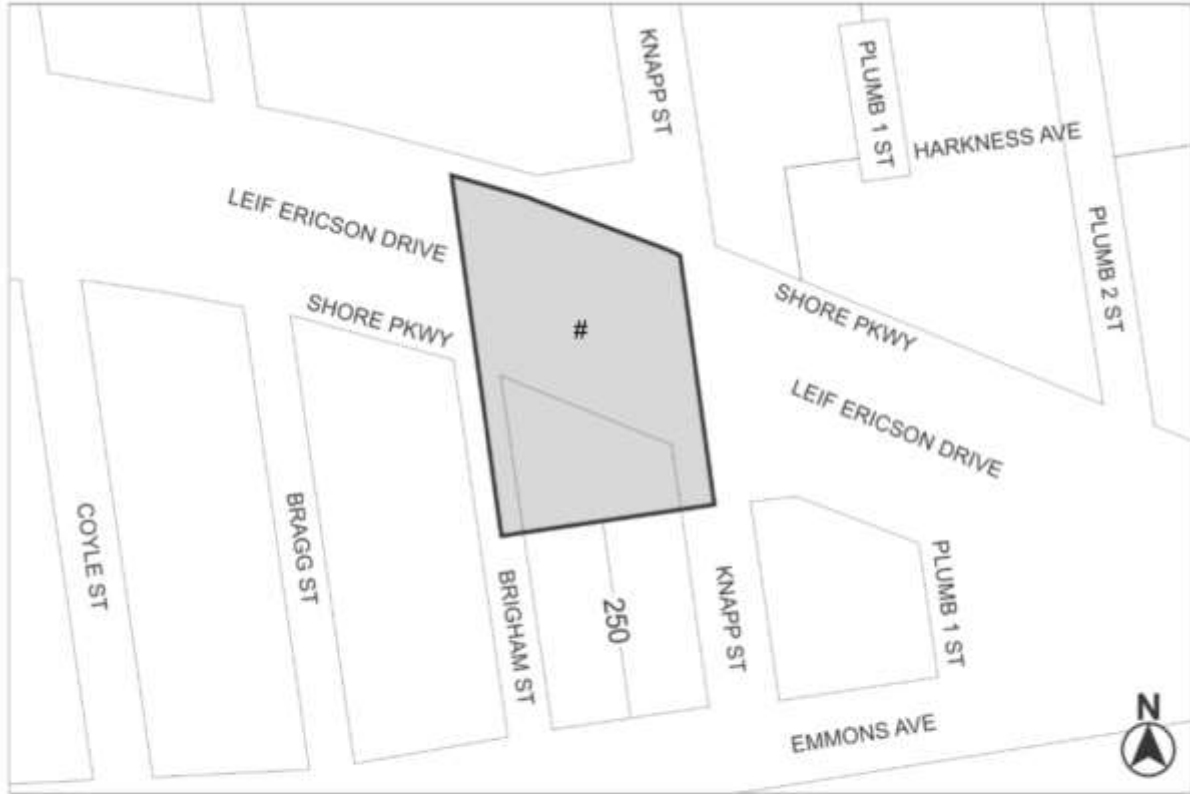 KNAPP ST
PLUMB 1 ST
HARKNESS AVE
LEIF ERICSON DRIVE
PLUMB 2 ST
SHORE PKWY
SHORE PKWY
#
LEIF ERICSON DRIVE
COYLE ST
BRAGG ST
BRIGHAM ST
250
KNAPP ST
PLUMB 1 ST
EMMONS AVE
N